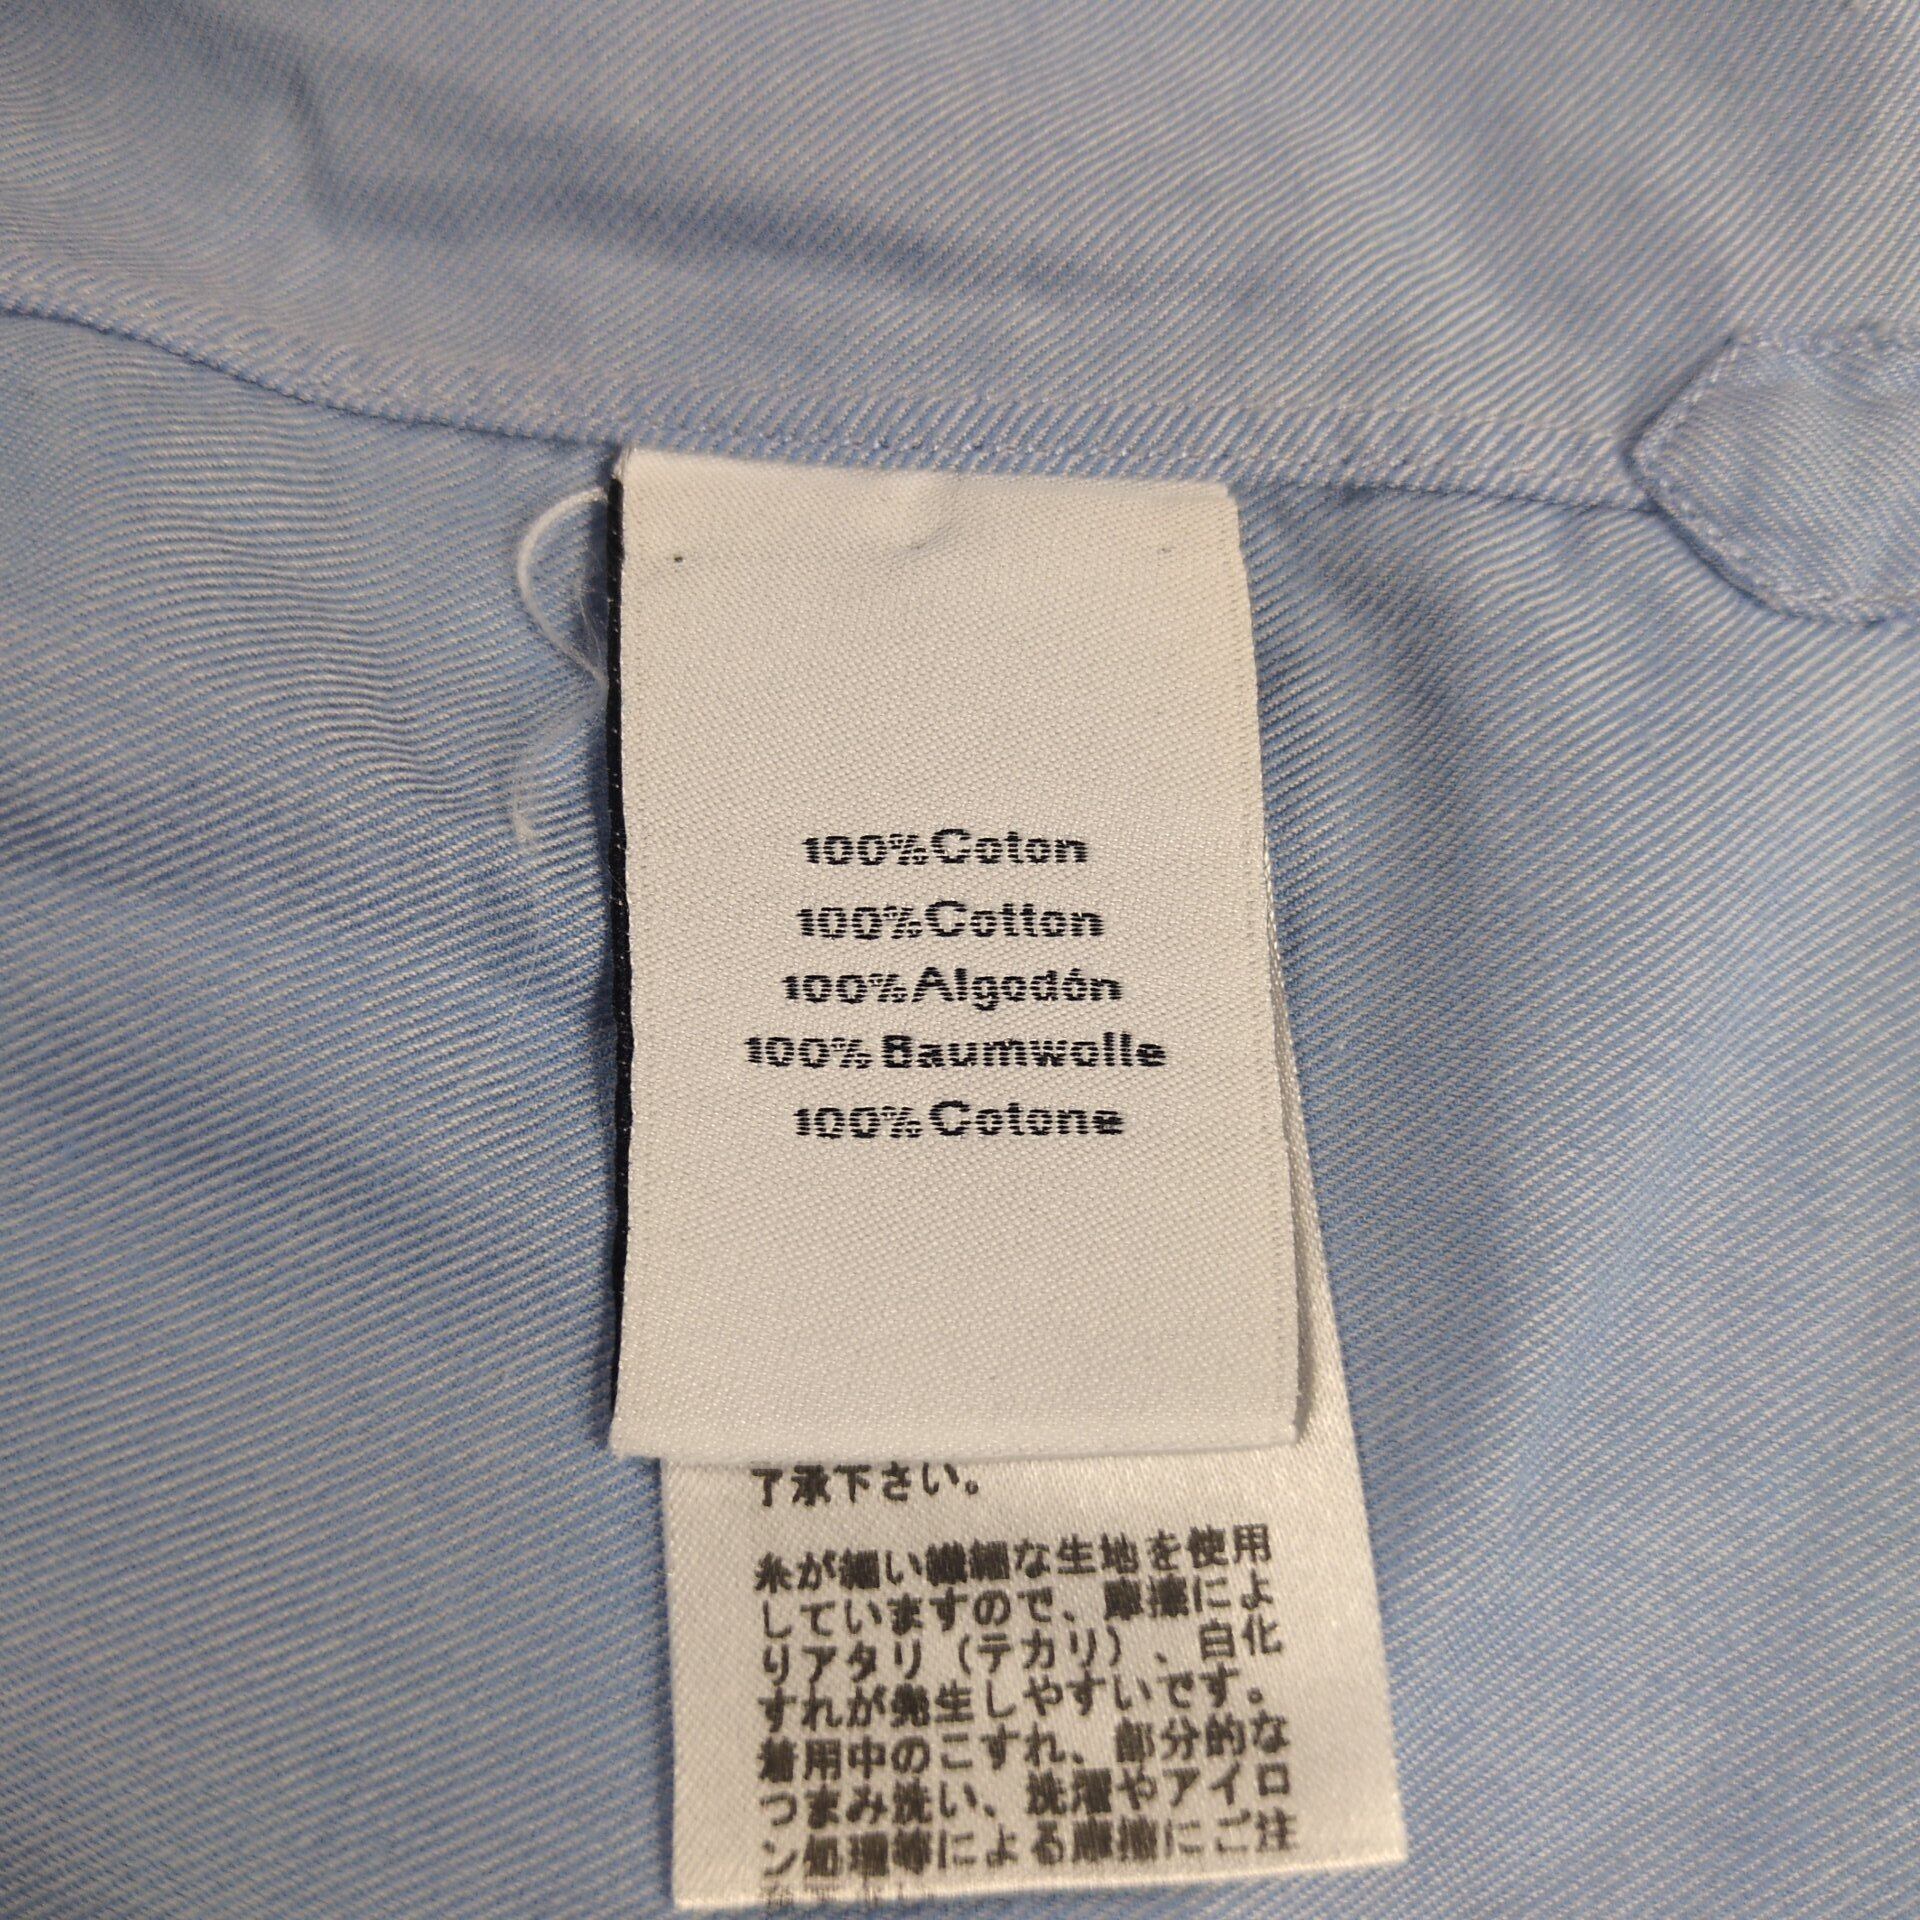 100%Coton
100%Cotton
100%Algodón
100%Baumwolle
100%Cotone
了承下さい。
糸が細い繊細な生地を使用
していますので、摩擦によ
りアタリ（テカリ）、白化
すれが発生しやすいです。
着用中のこすれ、部分的な
つまみ洗い、洗濯やアイロ
ン処理等による摩擦にご注